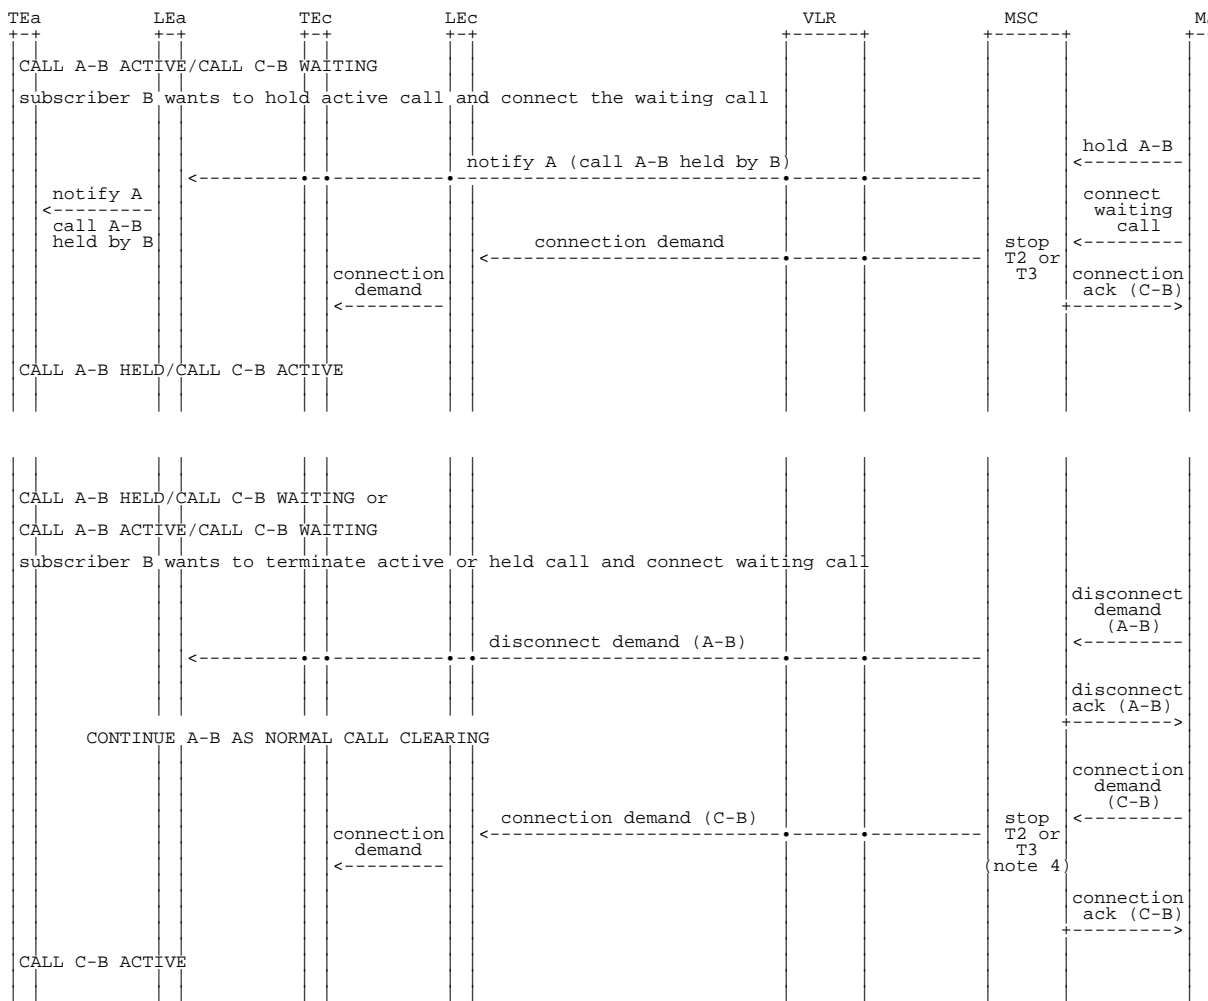 TEa LEa TEc LEc VLR MSC M
CALL A-B ACTIVE/CALL C-B WAITING
subscriber B wants to hold active call and connect the waiting call
hold A-B
notify A (call A-B held by B)
notify A
call A-B
held by B
connect
waiting
call
connection demand
stop
T2 or
T3
connection
demand
connection
ack (C-B)
CALL A-B HELD/CALL C-B ACTIVE
CALL A-B HELD/CALL C-B WAITING or
CALL A-B ACTIVE/CALL C-B WAITING
subscriber B wants to terminate active or held call and connect waiting call
disconnect
demand
(A-B)
disconnect demand (A-B)
disconnect
ack (A-B)
CONTINUE A-B AS NORMAL CALL CLEARING
connection
demand
(C-B)
connection demand (C-B)
stop
T2 or
T3
(note 4)
connection
demand
connection
ack (C-B)
CALL C-B ACTIVE